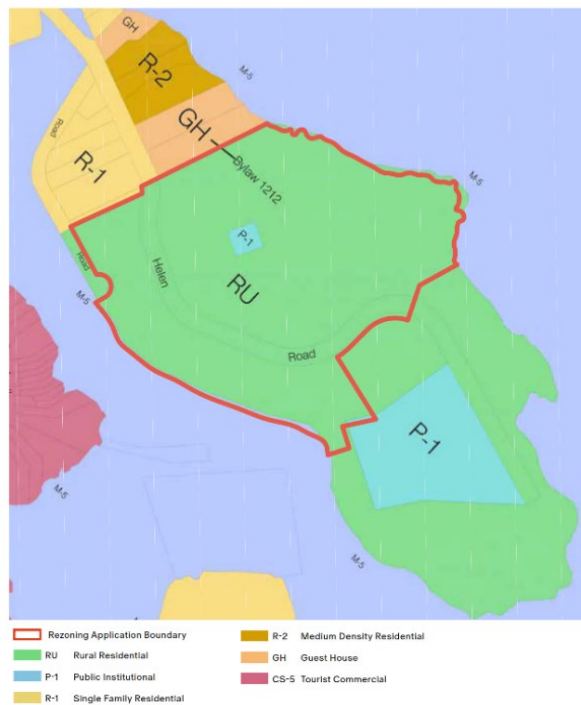 GH
R-2
M-5
GH
Bylaw 1212
Road
R-1
M-5
P-1
Road
Helen
RU
M-5
Road
P-1
M-5
M-5
Rezoning Application Boundary
RU Rural Residential
P-1 Public Institutional
R-1 Single Family Residential
R-2 Medium Density Residential
GH Guest House
CS-5 Tourist Commercial